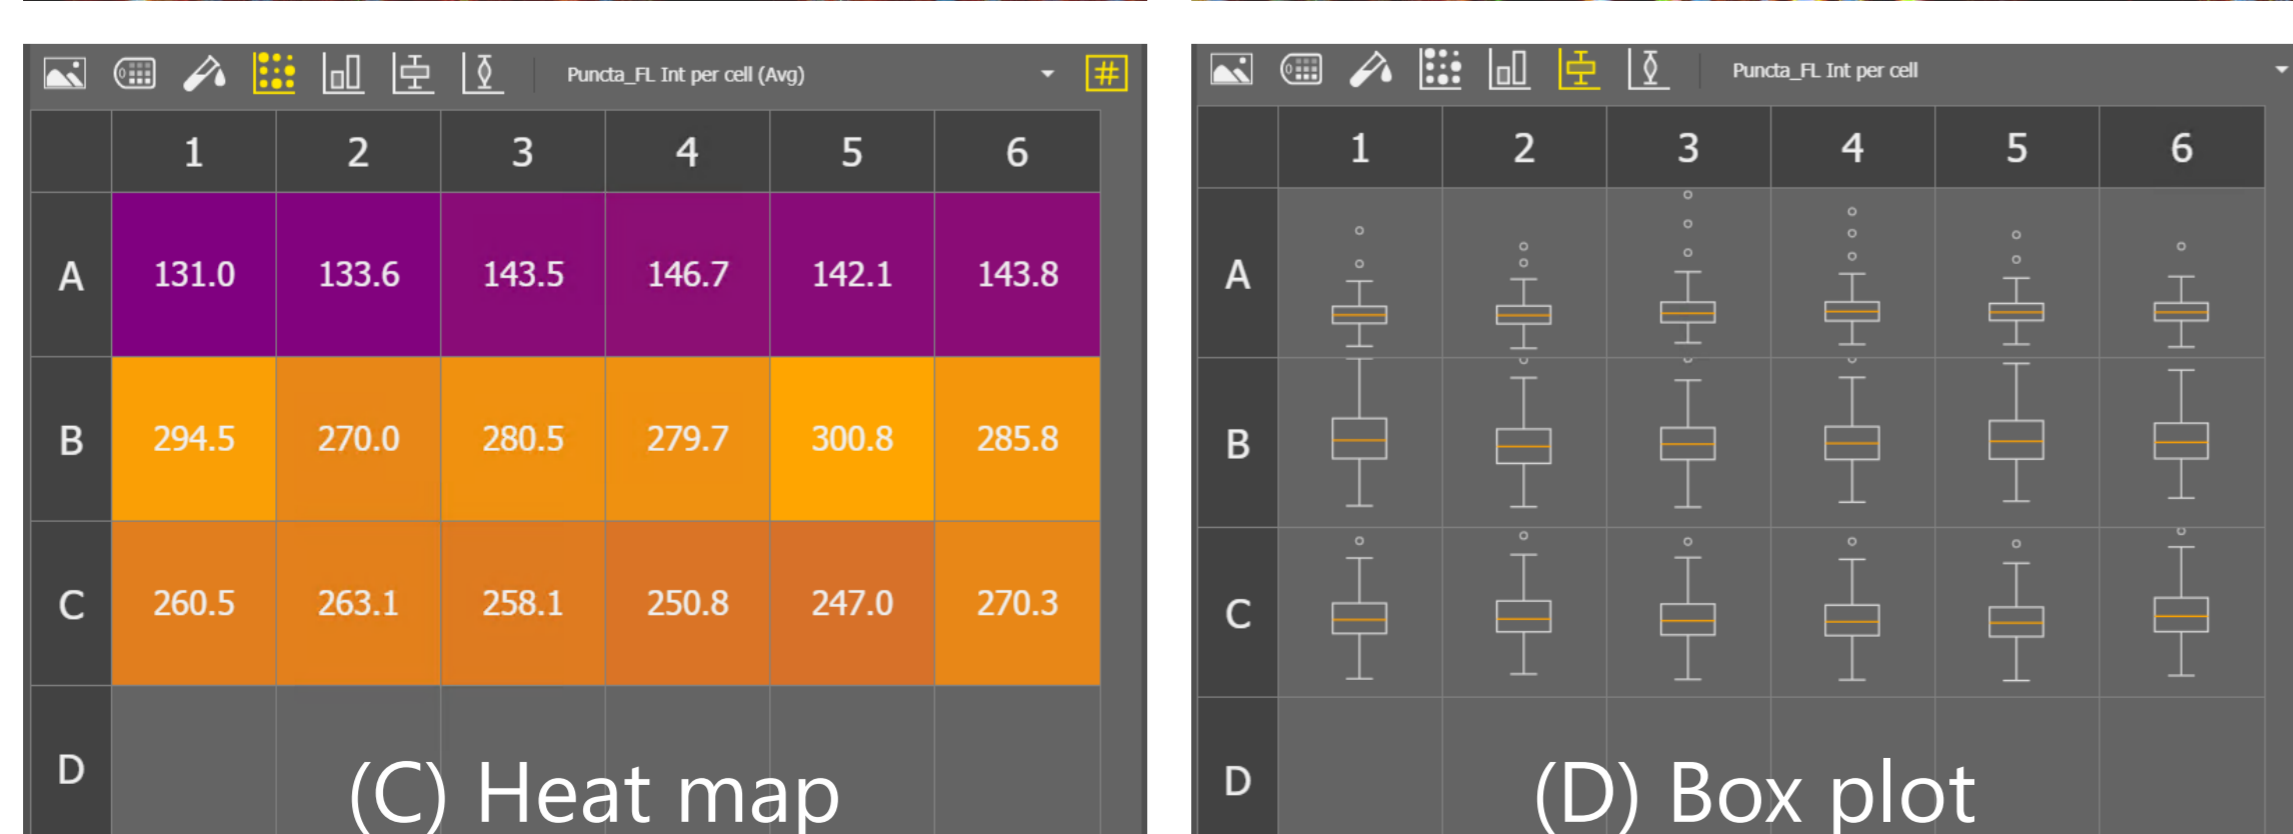 Puncta_FL Int per cell (Avg)
#
1 2 3 4 5 6
A 131.0 133.6 143.5 146.7 142.1 143.8
B 294.5 270.0 280.5 279.7 300.8 285.8
C 260.5 263.1 258.1 250.8 247.0 270.3
D
(C) Heat map
Puncta_FL Int per cell
1 2 3 4 5 6
A
B
C
D
(D) Box plot